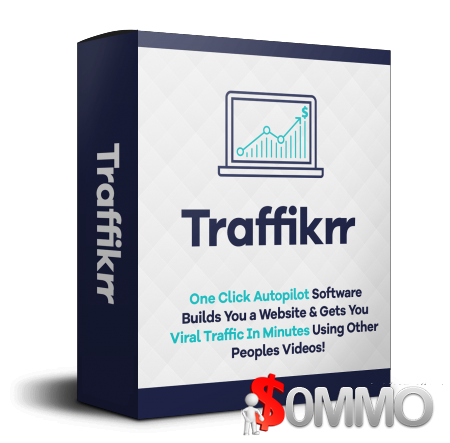 Traffikrr
$
Traffikrr
One Click Autopilot Software
Builds You a Website & Gets You
Viral Traffic In Minutes Using Other
Peoples Videos!
$OMMO